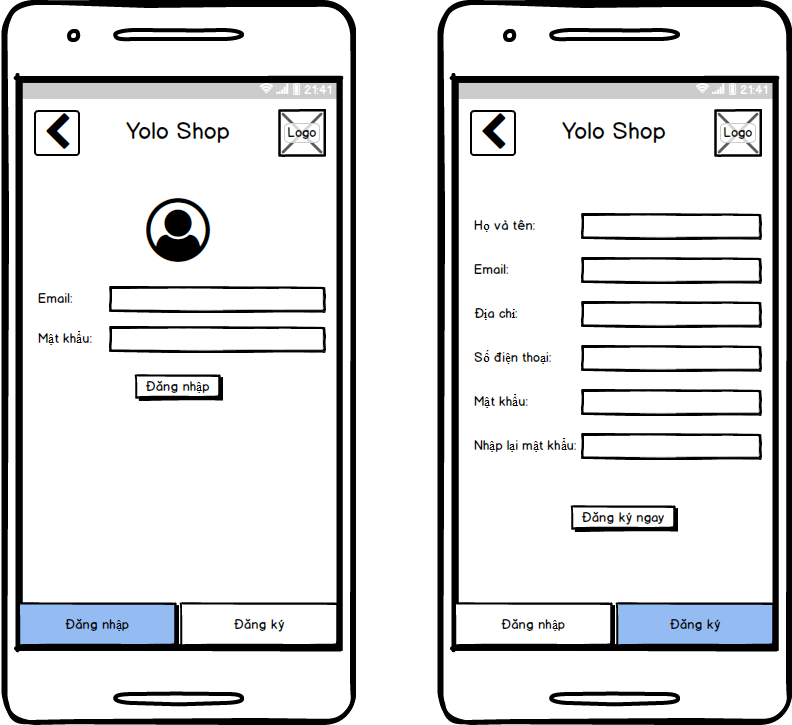 21:41
Yolo Shop
Logo
Email:
Mật khẩu:
Đăng nhập
Đăng nhập
Đăng ký
21:41
Yolo Shop
Logo
Họ và tên:
Email:
Địa chỉ:
Số điện thoại:
Mật khẩu:
Nhập lại mật khẩu:
Đăng ký ngay
Đăng nhập
Đăng ký